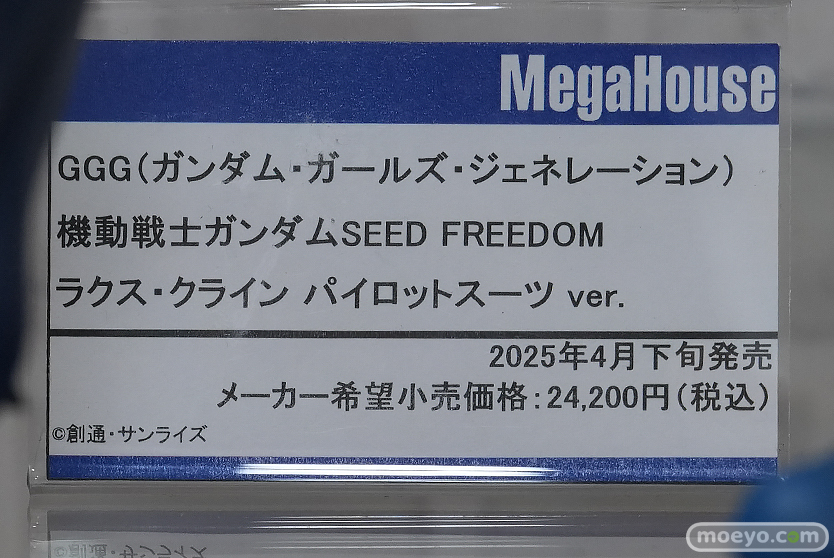 MegaHouse
GGG(ガンダム・ガールズ・ジェネレーション)
機動戦士ガンダムSEED FREEDOM
ラクス・クライン パイロットスーツ ver.
2025年4月下旬発売
メーカー希望小売価格:24,200円(税込)
©創通・サンライズ
moeyo.com